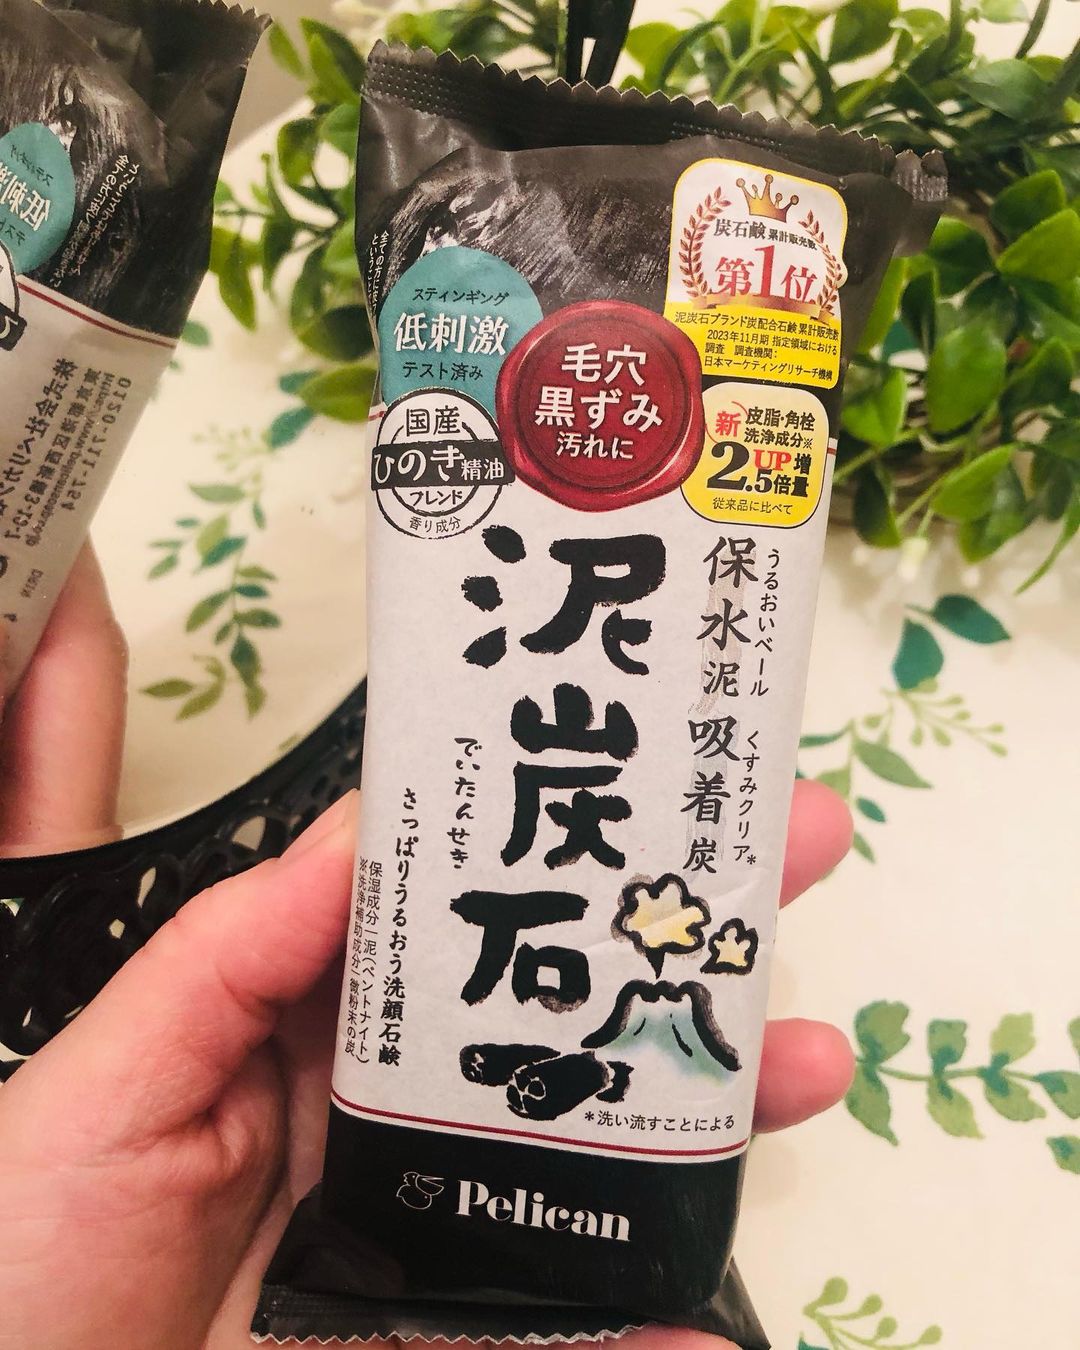 炭石鹸累計販売数
第1位
泥炭石ブランド炭配合石鹸累計販売数
2023年11月期 指定領域における
調査 調査機関：
日本マーケティングリサーチ機構
スティンギング
低刺激
テスト済み
毛穴
黒ずみ
汚れに
国産
ひのき精油
ブレンド
香り成分
新 皮脂・角栓
洗浄成分※
2.5倍 UP 増量
従来品に比べて
保水泥
うるおいベール
吸着炭
くすみクリア*
泥炭石
でいたんせき
さっぱりうるおう洗顔石鹸
保湿成分－泥(ベントナイト)
※洗浄補助成分－微粉末の炭
*洗い流すことによる
Pelican
低刺激
0120-711-754